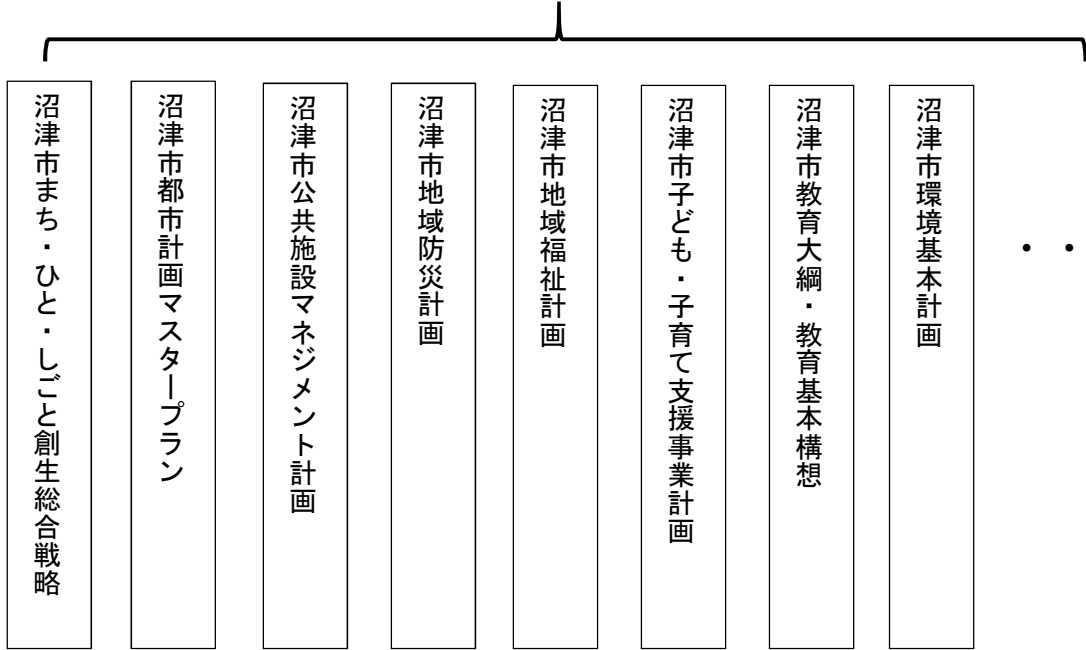 沼津市まち・ひと・しごと創生総合戦略
沼津市都市計画マスタープラン
沼津市公共施設マネジメント計画
沼津市地域防災計画
沼津市地域福祉計画
沼津市子ども・子育て支援事業計画
沼津市教育大綱・教育基本構想
沼津市環境基本計画
・・